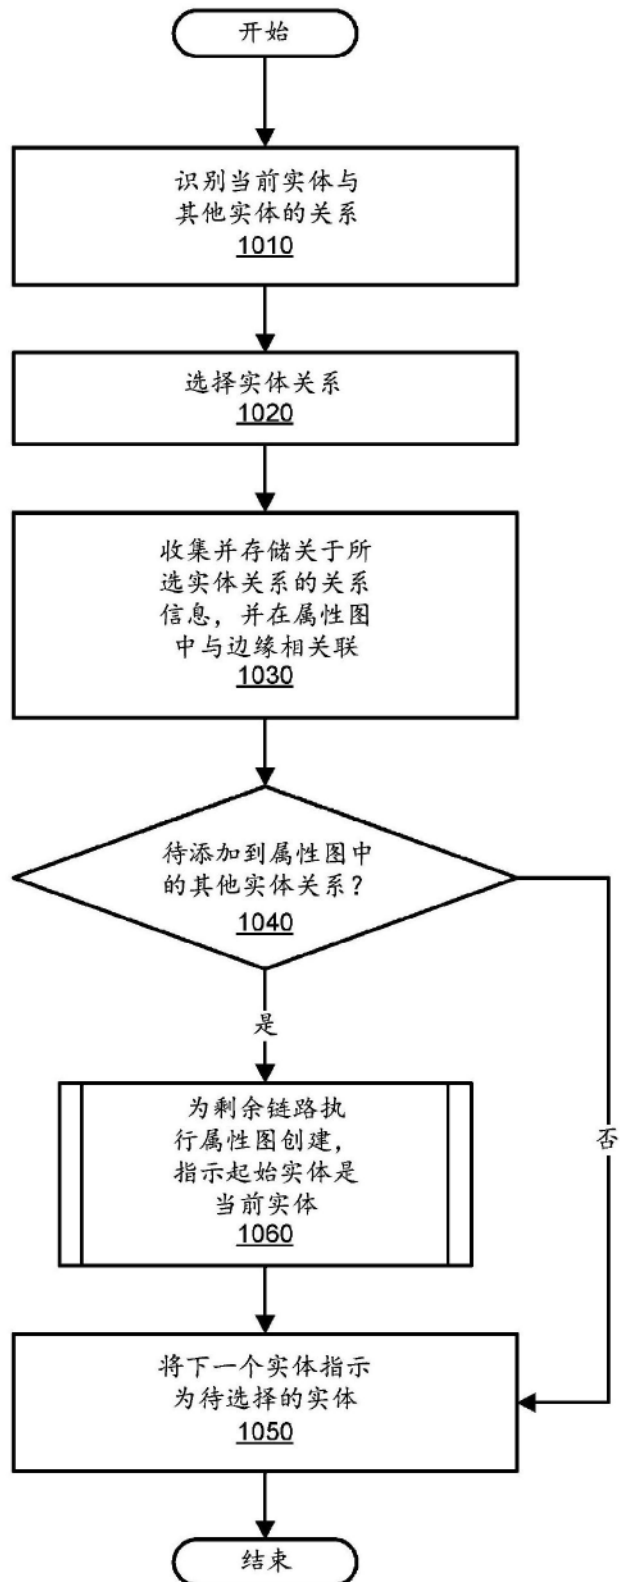 开始
识别当前实体与
其他实体的关系
1010
选择实体关系
1020
收集并存储关于所
选实体关系的关系
信息，并在属性图
中与边缘相关联
1030
待添加到属性图中
的其他实体关系？
1040
是
否
为剩余链路执
行属性图创建，
指示起始实体是
当前实体
1060
将下一个实体指示
为待选择的实体
1050
结束